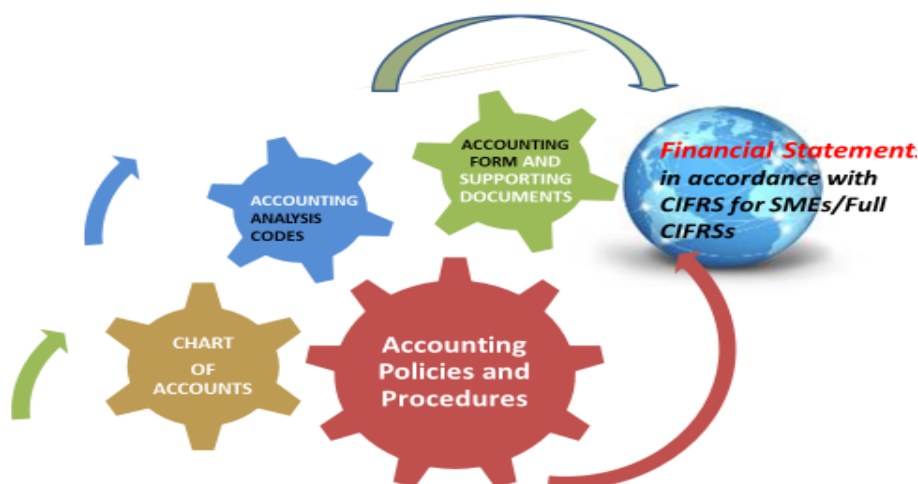 ACCOUNTING
FORM AND
SUPPORTING
DOCUMENTS
Financial Statements
in accordance with
CIFRS for SMEs/Full
CIFRSs
ACCOUNTING
ANALYSIS
CODES
CHART
OF
ACCOUNTS
Accounting
Policies and
Procedures